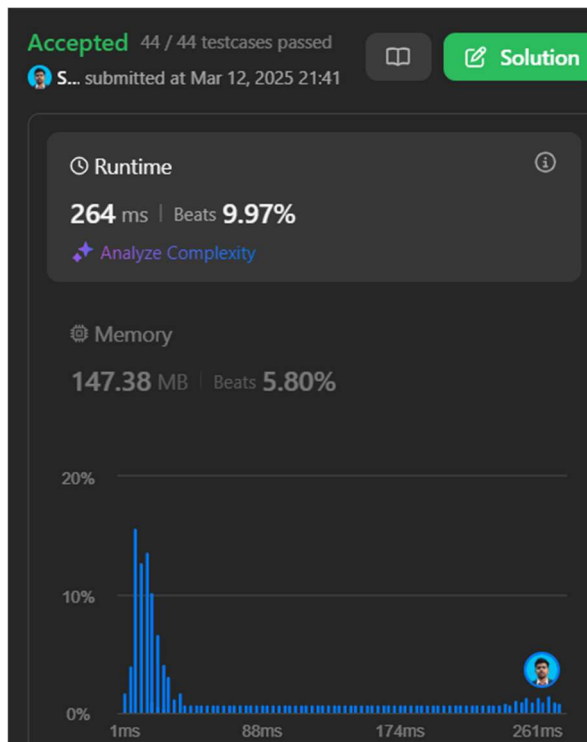 Accepted 44 / 44 testcases passed
Solution
S... submitted at Mar 12, 2025 21:41
Runtime
264 ms | Beats 9.97%
Analyze Complexity
Memory
147.38 MB | Beats 5.80%
20%
10%
0%
1ms 88ms 174ms 261ms